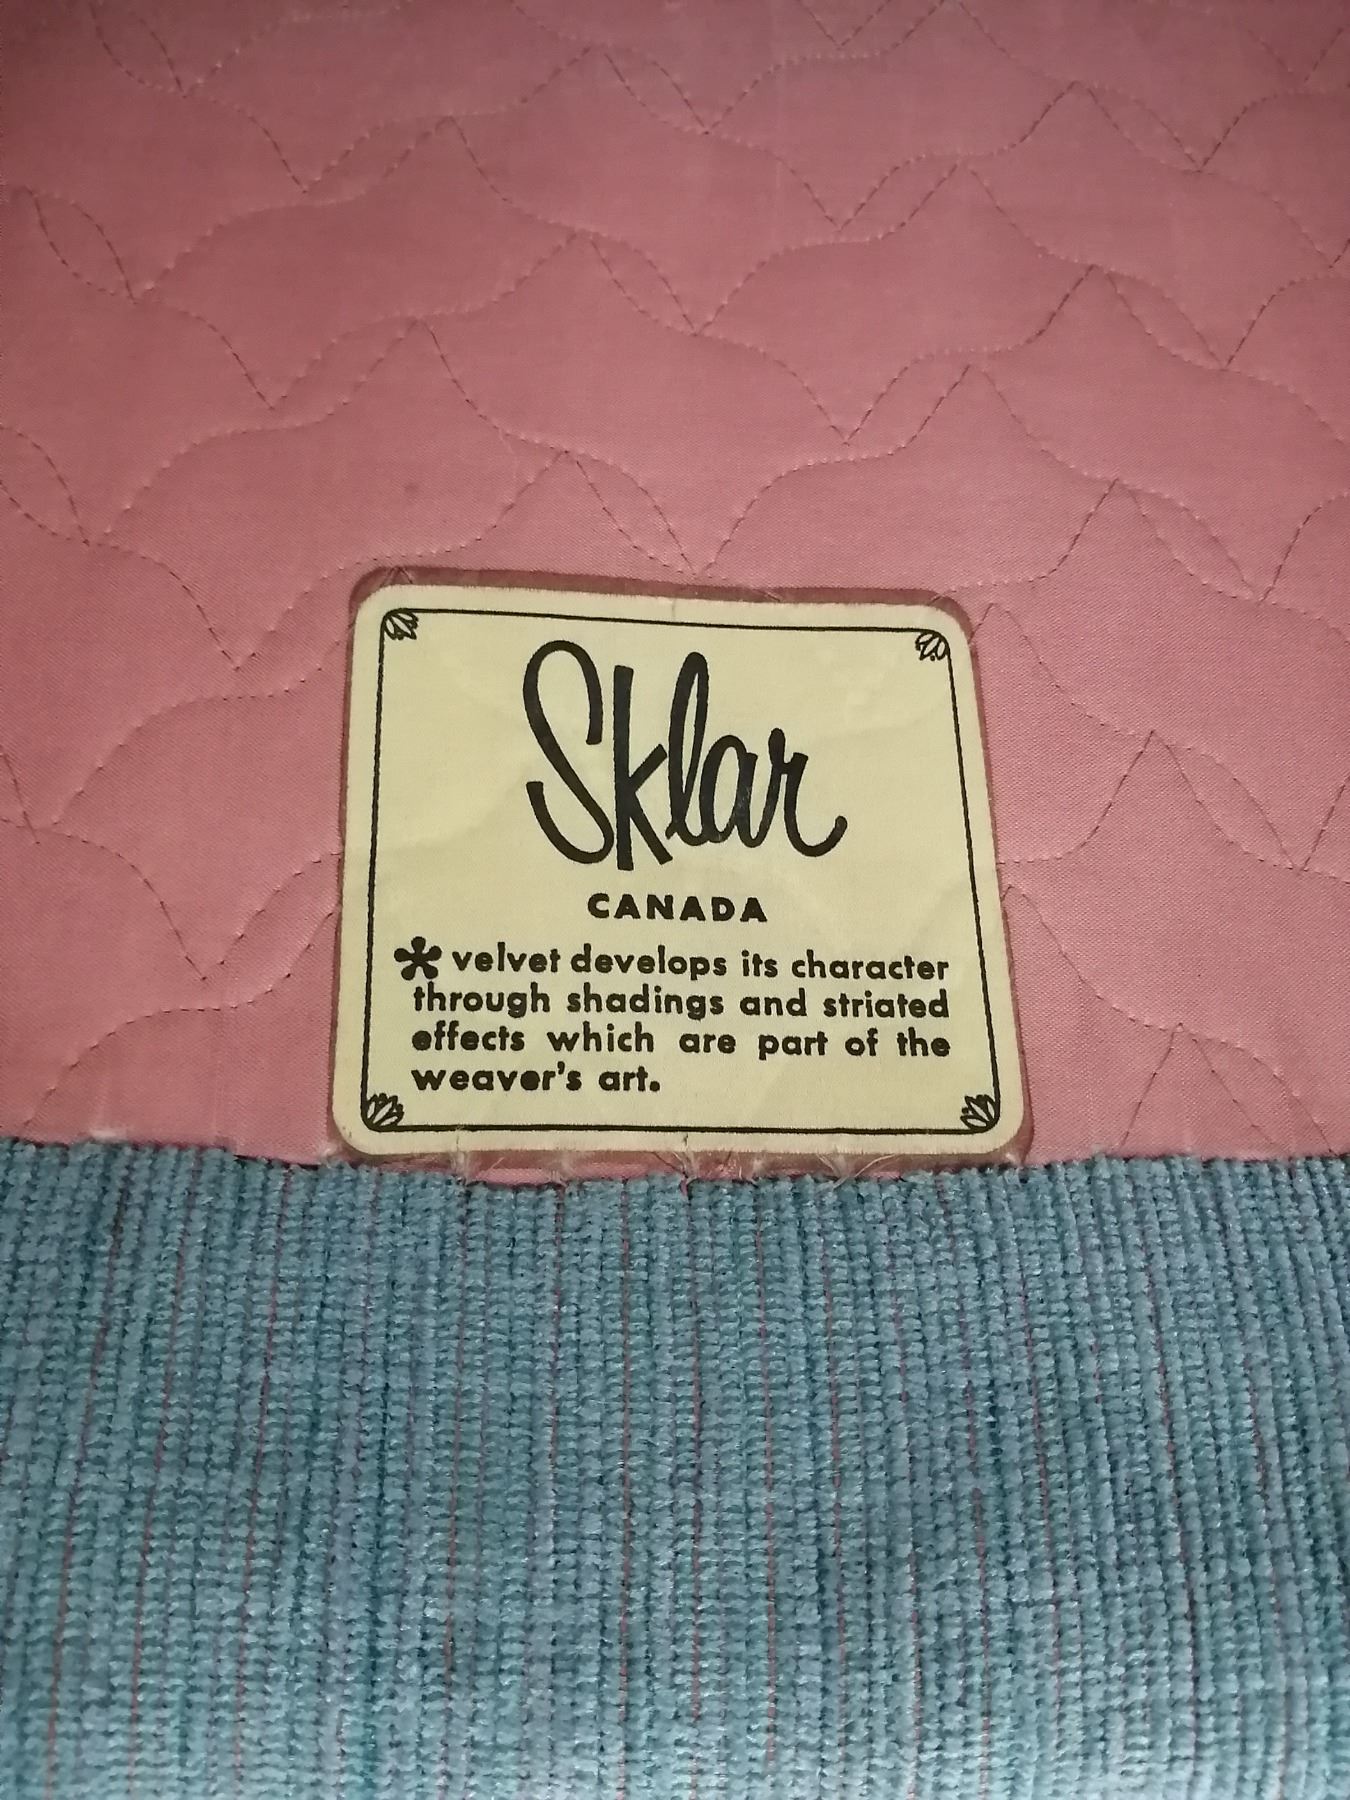 Sklar
CANADA
* velvet develops its character
through shadings and striated
effects which are part of the
weaver's art.